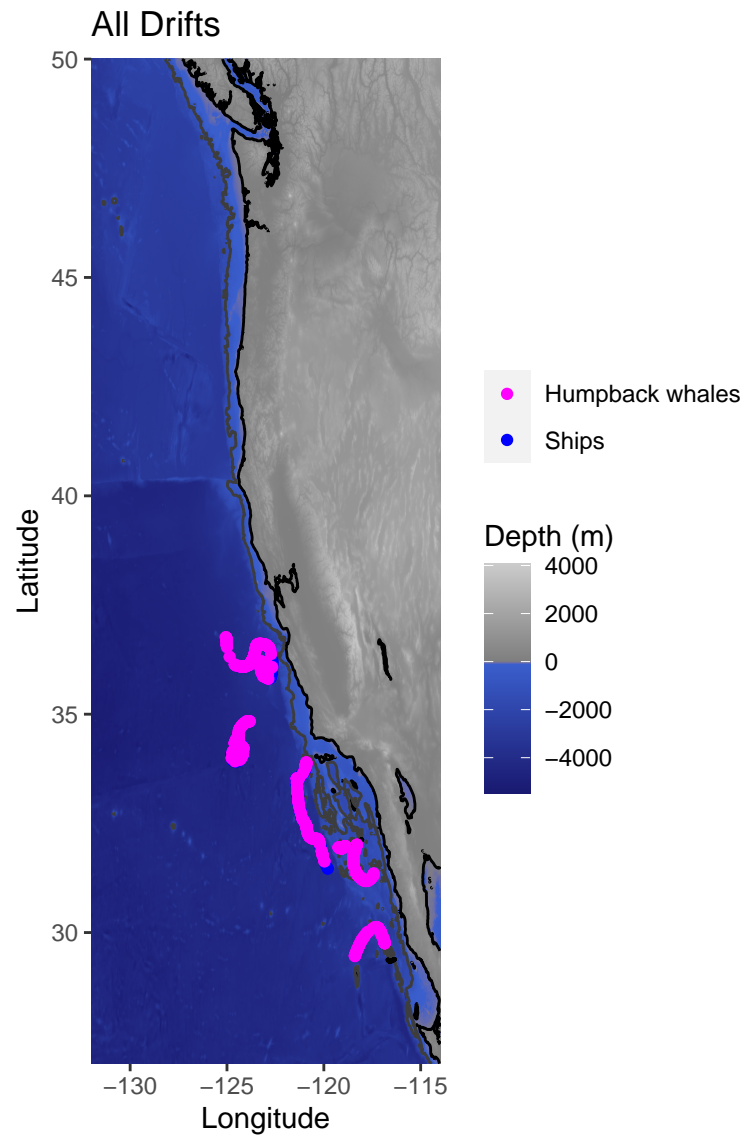 All Drifts
50
45
40
35
30
Latitude
−130
−125
−120
−115
Longitude
Humpback whales
Ships
Depth (m)
4000
2000
0
−2000
−4000